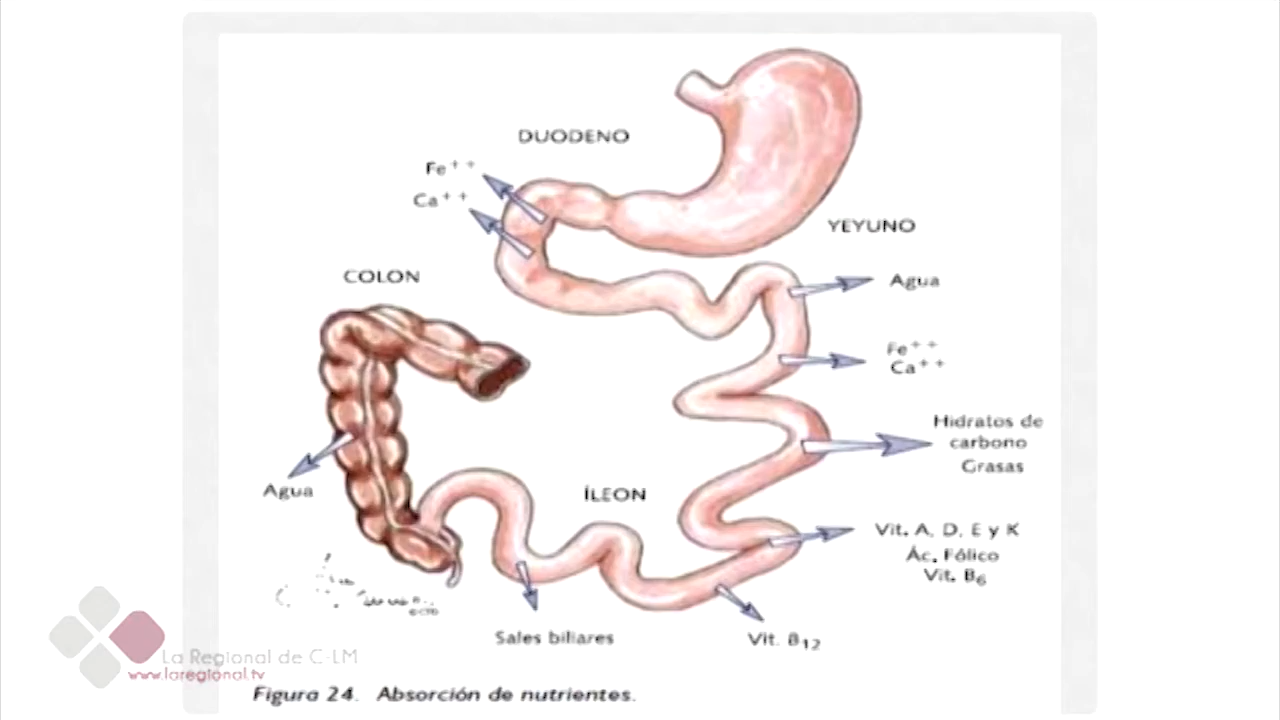 DUODENO
Fe++
Ca++
YEYUNO
COLON
Agua
Fe++
Ca++
Hidratos de
carbono
Grasas
Agua
ÍLEON
Vit. A, D, E y K
Ác. Fólico
Vit. B6
Sales biliares
Vit. B12
La Regional de C-LM
www.laregional.tv
Figura 24. Absorción de nutrientes.